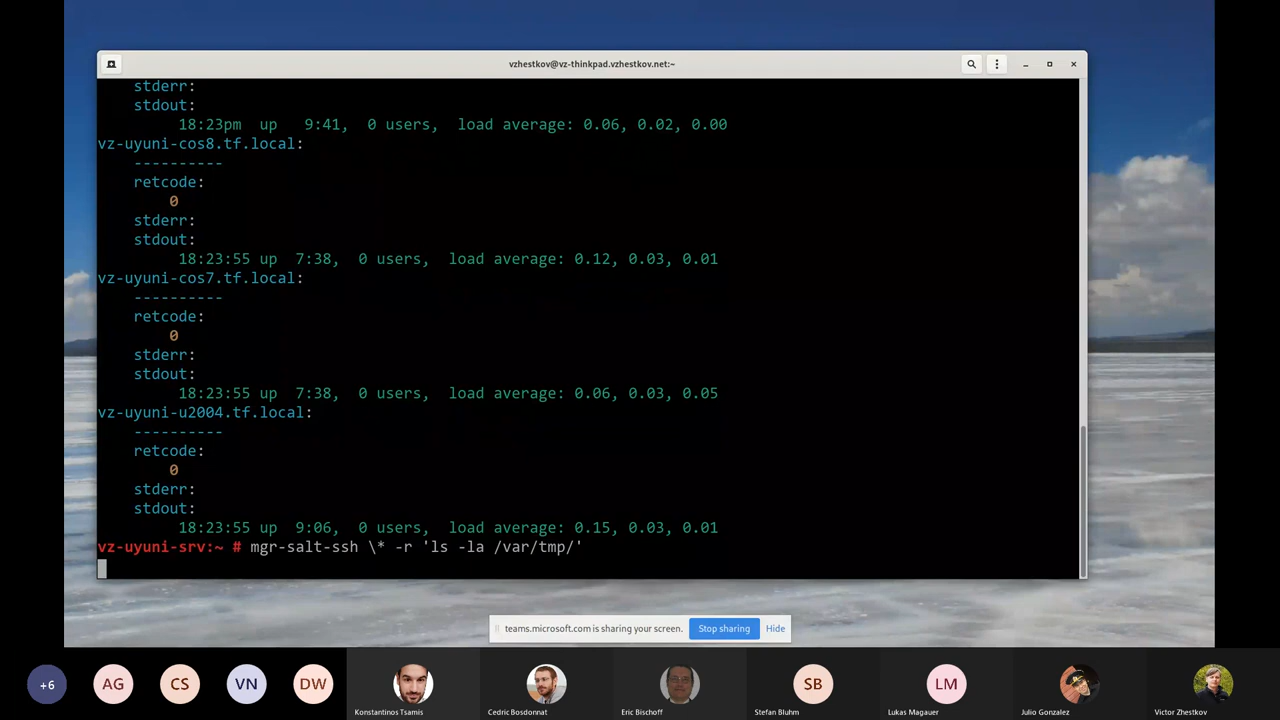 vzhestkov@vz-thinkpad.vzhestkov.net:~
stderr:
stdout:
18:23pm  up   9:41,  0 users,  load average: 0.06, 0.02, 0.00
vz-uyuni-cos8.tf.local:
----------
retcode:
0
stderr:
stdout:
18:23:55 up  7:38,  0 users,  load average: 0.12, 0.03, 0.01
vz-uyuni-cos7.tf.local:
----------
retcode:
0
stderr:
stdout:
18:23:55 up  7:38,  0 users,  load average: 0.06, 0.03, 0.05
vz-uyuni-u2004.tf.local:
----------
retcode:
0
stderr:
stdout:
18:23:55 up  9:06,  0 users,  load average: 0.15, 0.03, 0.01
vz-uyuni-srv:~ # mgr-salt-ssh \* -r 'ls -la /var/tmp/'
teams.microsoft.com is sharing your screen. Stop sharing Hide
+6 AG CS VN DW SB LM
Konstantinos Tsamis Cedric Bosdonnat Eric Bischoff Stefan Bluhm Lukas Magauer Julio Gonzalez Victor Zhestkov